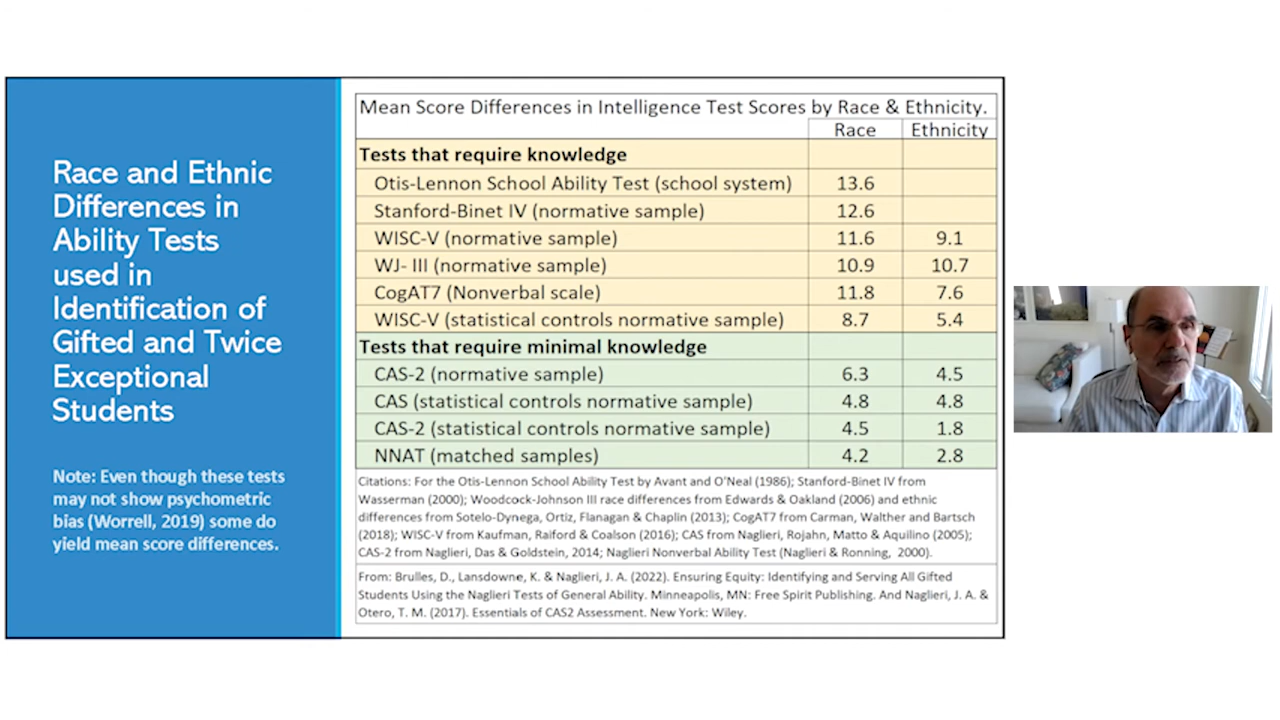 Race and Ethnic
Differences in
Ability Tests
used in
Identification of
Gifted and Twice
Exceptional
Students
Note: Even though these tests
may not show psychometric
bias (Worrell, 2019) some do
yield mean score differences.
Mean Score Differences in Intelligence Test Scores by Race & Ethnicity.
Race Ethnicity
Tests that require knowledge
Otis-Lennon School Ability Test (school system) 13.6
Stanford-Binet IV (normative sample) 12.6
WISC-V (normative sample) 11.6 9.1
WJ- III (normative sample) 10.9 10.7
CogAT7 (Nonverbal scale) 11.8 7.6
WISC-V (statistical controls normative sample) 8.7 5.4
Tests that require minimal knowledge
CAS-2 (normative sample) 6.3 4.5
CAS (statistical controls normative sample) 4.8 4.8
CAS-2 (statistical controls normative sample) 4.5 1.8
NNAT (matched samples) 4.2 2.8
Citations: For the Otis-Lennon School Ability Test by Avant and O'Neal (1986); Stanford-Binet IV from
Wasserman (2000); Woodcock-Johnson III race differences from Edwards & Oakland (2006) and ethnic
differences from Sotelo-Dynega, Ortiz, Flanagan & Chaplin (2013); CogAT7 from Carman, Walther and Bartsch
(2018); WISC-V from Kaufman, Raiford & Coalson (2016); CAS from Naglieri, Rojahn, Matto & Aquilino (2005);
CAS-2 from Naglieri, Das & Goldstein, 2014; Naglieri Nonverbal Ability Test (Naglieri & Ronning, 2000).
From: Brulles, D., Lansdowne, K. & Naglieri, J. A. (2022). Ensuring Equity: Identifying and Serving All Gifted
Students Using the Naglieri Tests of General Ability. Minneapolis, MN: Free Spirit Publishing. And Naglieri, J. A. &
Otero, T. M. (2017). Essentials of CAS2 Assessment. New York: Wiley.